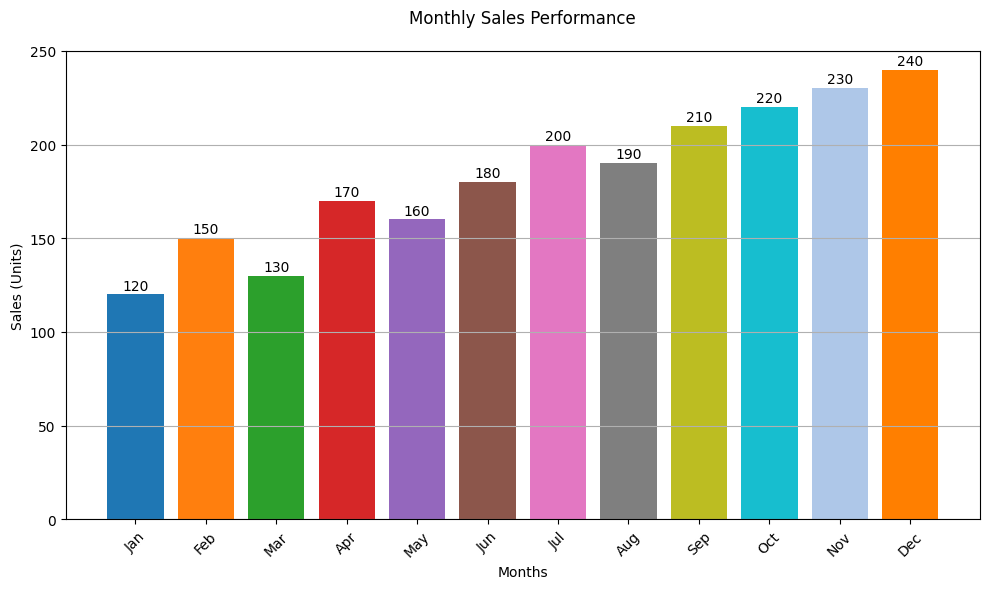 Monthly Sales Performance
250
200
150
100
50
0
Sales (Units)
120
150
130
170
160
180
200
190
210
220
230
240
Jan
Feb
Mar
Apr
May
Jun
Jul
Aug
Sep
Oct
Nov
Dec
Months